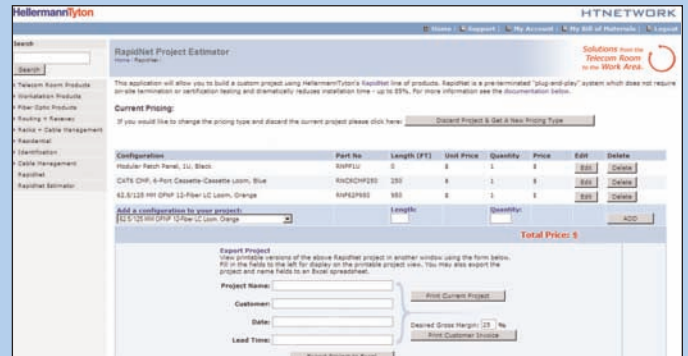 HellermannTyton
HTNETWORK
Home | Support | My Account | My Bill of Materials | Logout
Search
Search
Telecom Room Products
Workstation Products
Fiber Optic Products
Routing + Raceway
Racks + Cable Management
Residential
Identification
Cable Management
RapidNet
RapidNet Estimator
RapidNet Project Estimator
Home : RapidNet :
Solutions from the
Telecom Room
to the Work Area.
This application will allow you to build a custom project using HellermannTyton's RapidNet line of products. RapidNet is a pre-terminated "plug-and-play" system which does not require
on-site termination or certification testing and dramatically reduces installation time - up to 85%. For more information see the documentation below.
Current Pricing:
If you would like to change the pricing type and discard the current project please click here:
Discard Project & Get A New Pricing Type
Configuration Part No Length (FT) Unit Price Quantity Price Edit Delete
Modular Patch Panel, 1U, Black 0 $ 1 $ Edit Delete
CAT6 CMP, 6-Port Cassette-Cassette Loom, Blue 250 $ 1 $ Edit Delete
62.5/125 MM OFNP 12-Fiber LC Loom, Orange $ 1 $ Edit Delete
Add a configuration to your project: Length: Quantity:
62.5/125 MM OFNP 12-Fiber LC Loom, Orange ADD
Total Price: $
Export Project
View printable versions of the above RapidNet project in another window using the form below.
Fill in the fields to the left for display on the printable project view. You may also export the
project and name fields to an Excel spreadsheet.
Project Name:
Print Current Project
Customer:
Date:
Desired Gross Margin: 25 %
Print Customer Invoice
Lead Time: